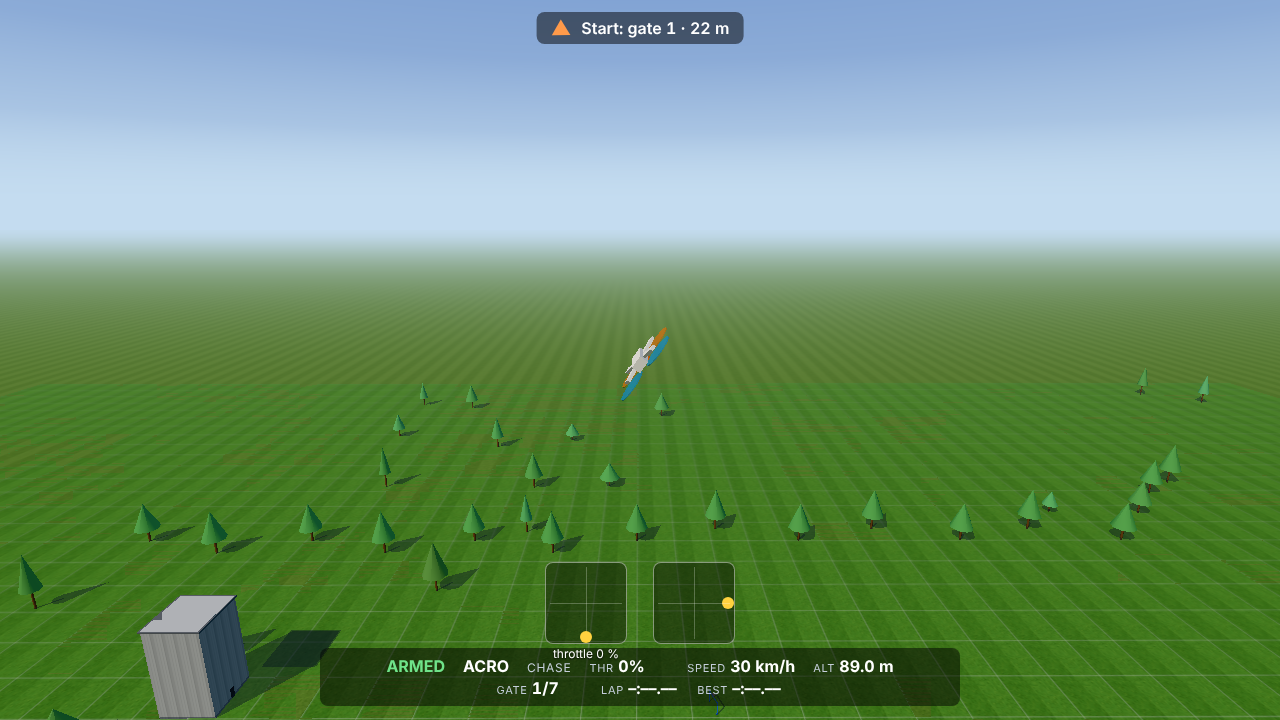 Start: gate 1 · 22 m
throttle 0 %
ARMED ACRO CHASE THR 0% SPEED 30 km/h ALT 89.0 m
GATE 1/7 LAP –:––.–– BEST –:––.––